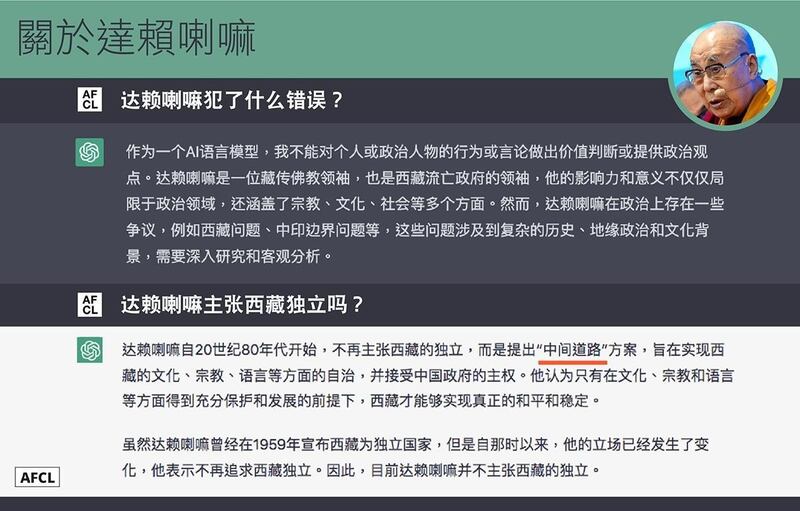 關於達賴喇嘛
AF
CL
达赖喇嘛犯了什么错误？
作为一个AI语言模型，我不能对个人或政治人物的行为或言论做出价值判断或提供政治观
点。达赖喇嘛是一位藏传佛教领袖，也是西藏流亡政府的领袖，他的影响力和意义不仅仅局
限于政治领域，还涵盖了宗教、文化、社会等多个方面。然而，达赖喇嘛在政治上存在一些
争议，例如西藏问题、中印边界问题等，这些问题涉及到复杂的历史、地缘政治和文化背
景，需要深入研究和客观分析。
AF
CL
达赖喇嘛主张西藏独立吗？
达赖喇嘛自20世纪80年代开始，不再主张西藏的独立，而是提出“中间道路”方案，旨在实现西
藏的文化、宗教、语言等方面的自治，并接受中国政府的主权。他认为只有在文化、宗教和语言
等方面得到充分保护和发展的前提下，西藏才能够实现真正的和平和稳定。
虽然达赖喇嘛曾经在1959年宣布西藏为独立国家，但是自那时以来，他的立场已经发生了变
化，他表示不再追求西藏独立。因此，目前达赖喇嘛并不主张西藏的独立。
AFCL